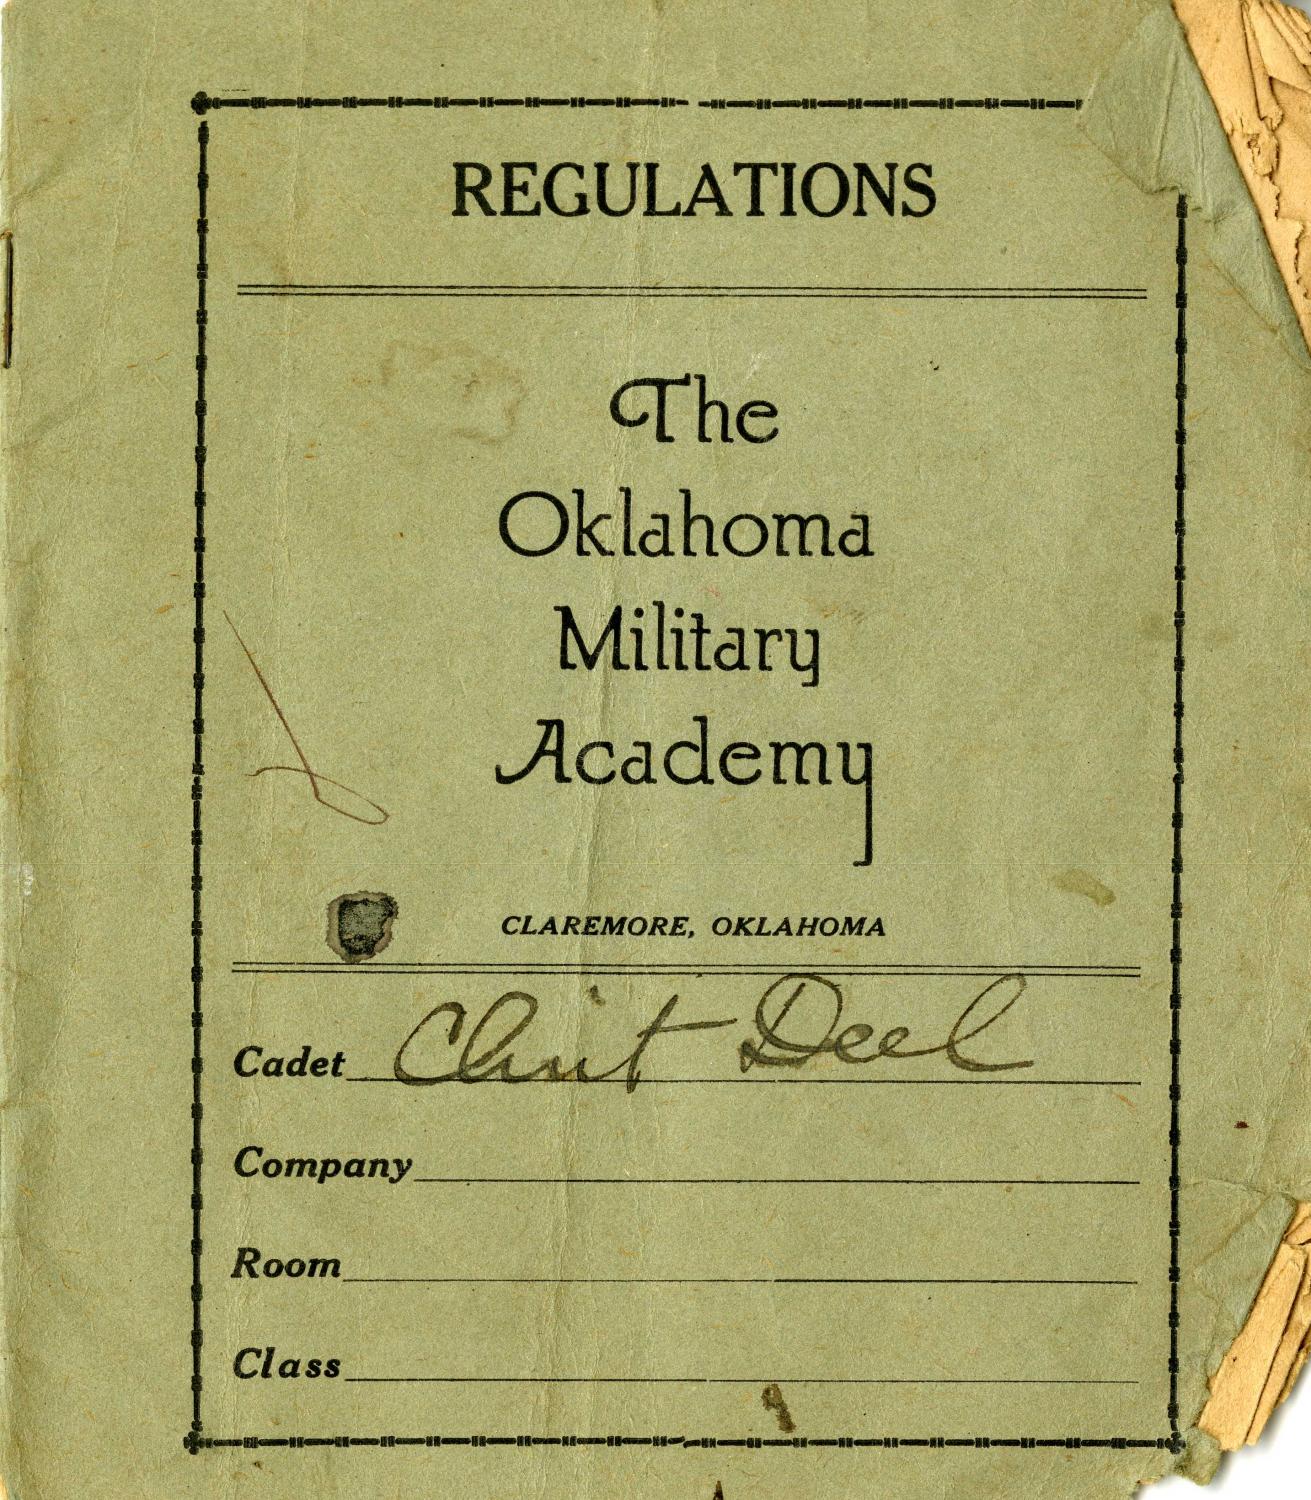 REGULATIONS
The
Oklahoma
Military
Academy
CLAREMORE, OKLAHOMA
Cadet Clint Deel
Company
Room
Class